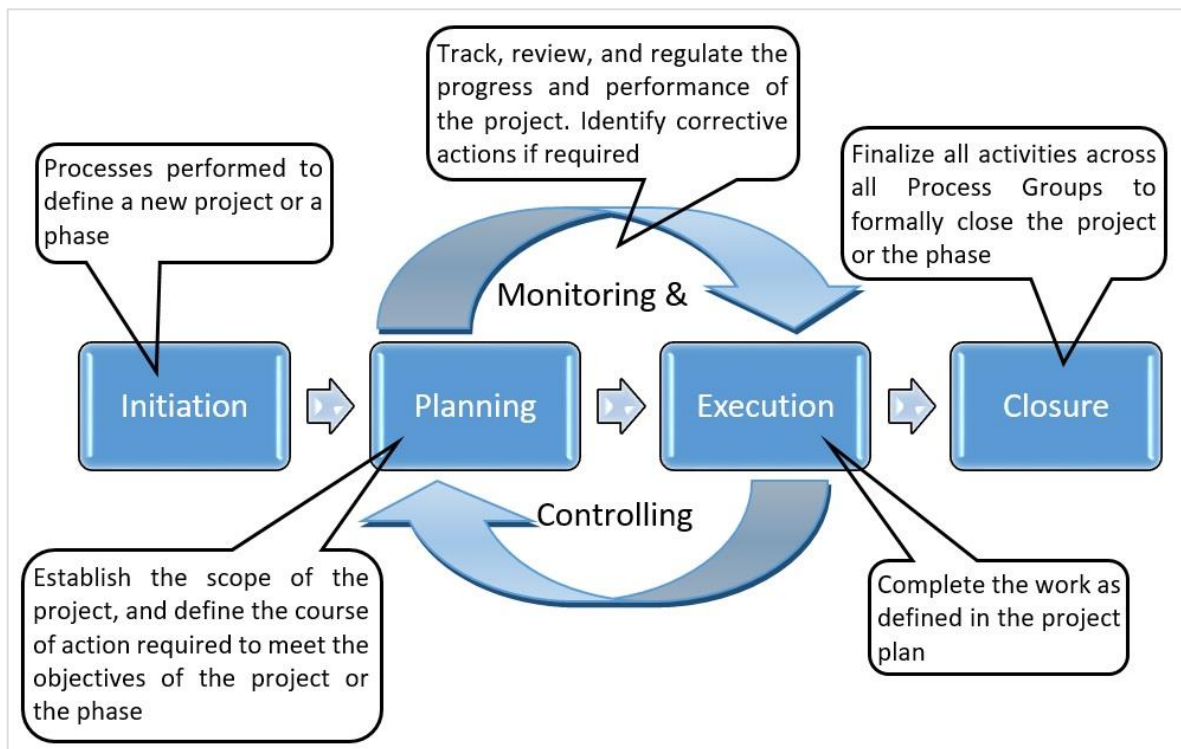 Track, review, and regulate the
progress and performance of
the project. Identify corrective
actions if required
Processes performed to
define a new project or a
phase
Finalize all activities across
all Process Groups to
formally close the project
or the phase
Monitoring &
Initiation
Planning
Execution
Closure
Controlling
Establish the scope of the
project, and define the course
of action required to meet the
objectives of the project or
the phase
Complete the work as
defined in the project
plan